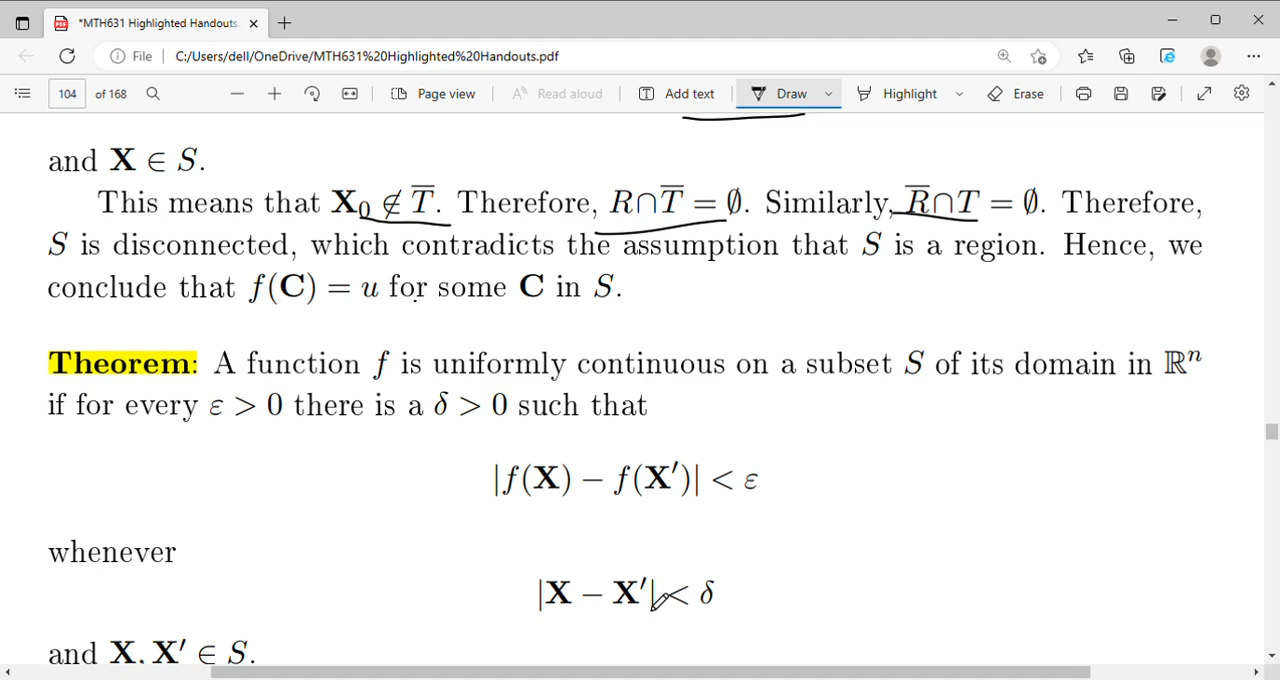 *MTH631 Highlighted Handouts
File | C:/Users/dell/OneDrive/MTH631%20Highlighted%20Handouts.pdf
104 of 168 Page view Read aloud Add text Draw Highlight Erase
and X ∈ S.
This means that X₀ ∉ T̅. Therefore, R∩T̅ = ∅. Similarly, R̅∩T = ∅. Therefore,
S is disconnected, which contradicts the assumption that S is a region. Hence, we
conclude that f(C) = u for some C in S.
Theorem: A function f is uniformly continuous on a subset S of its domain in ℝⁿ
if for every ε > 0 there is a δ > 0 such that
|f(X) − f(X′)| < ε
whenever
|X − X′| < δ
and X, X′ ∈ S.